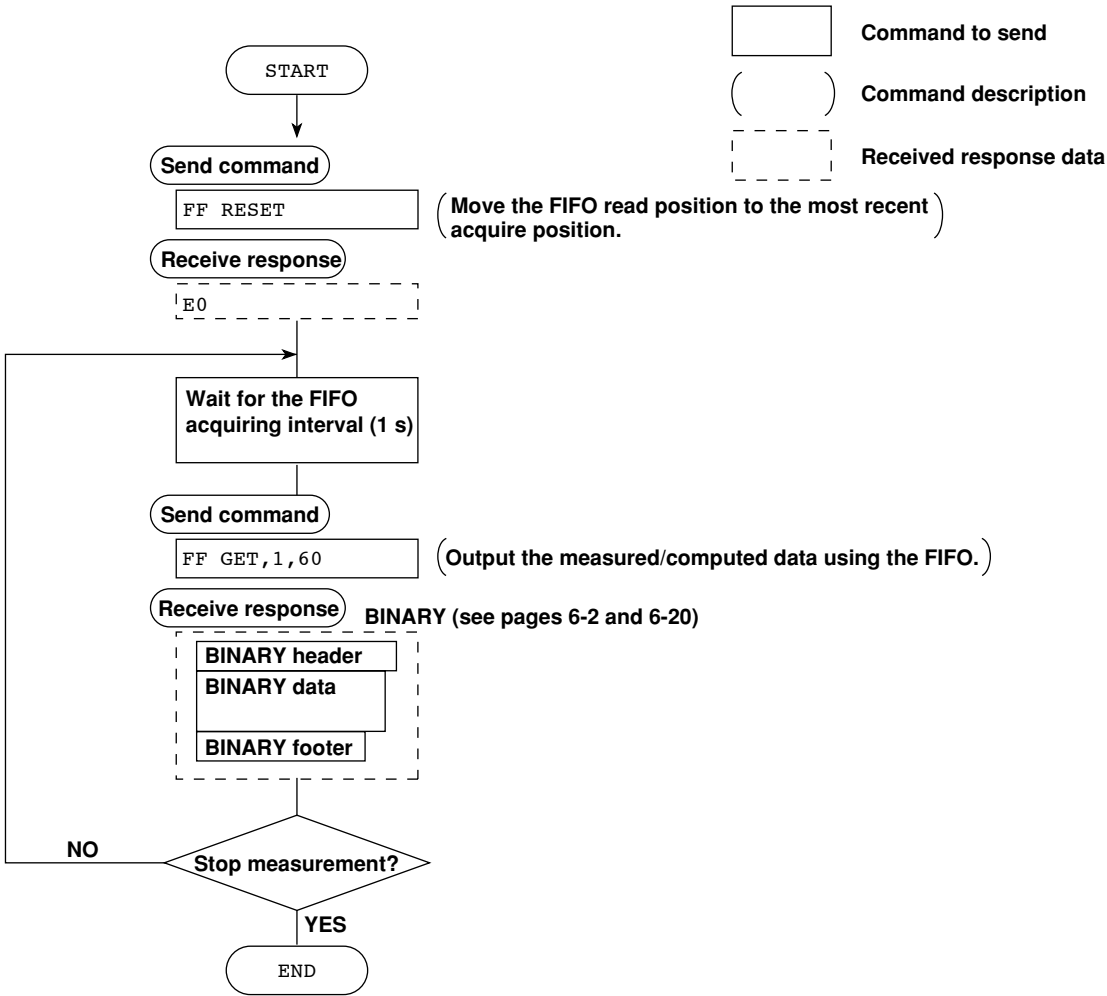 Command to send
Command description
Received response data
START
Send command
FF RESET
Move the FIFO read position to the most recent
acquire position.
Receive response
E0
Wait for the FIFO
acquiring interval (1 s)
Send command
FF GET,1,60
Output the measured/computed data using the FIFO.
Receive response
BINARY (see pages 6-2 and 6-20)
BINARY header
BINARY data
BINARY footer
NO
Stop measurement?
YES
END